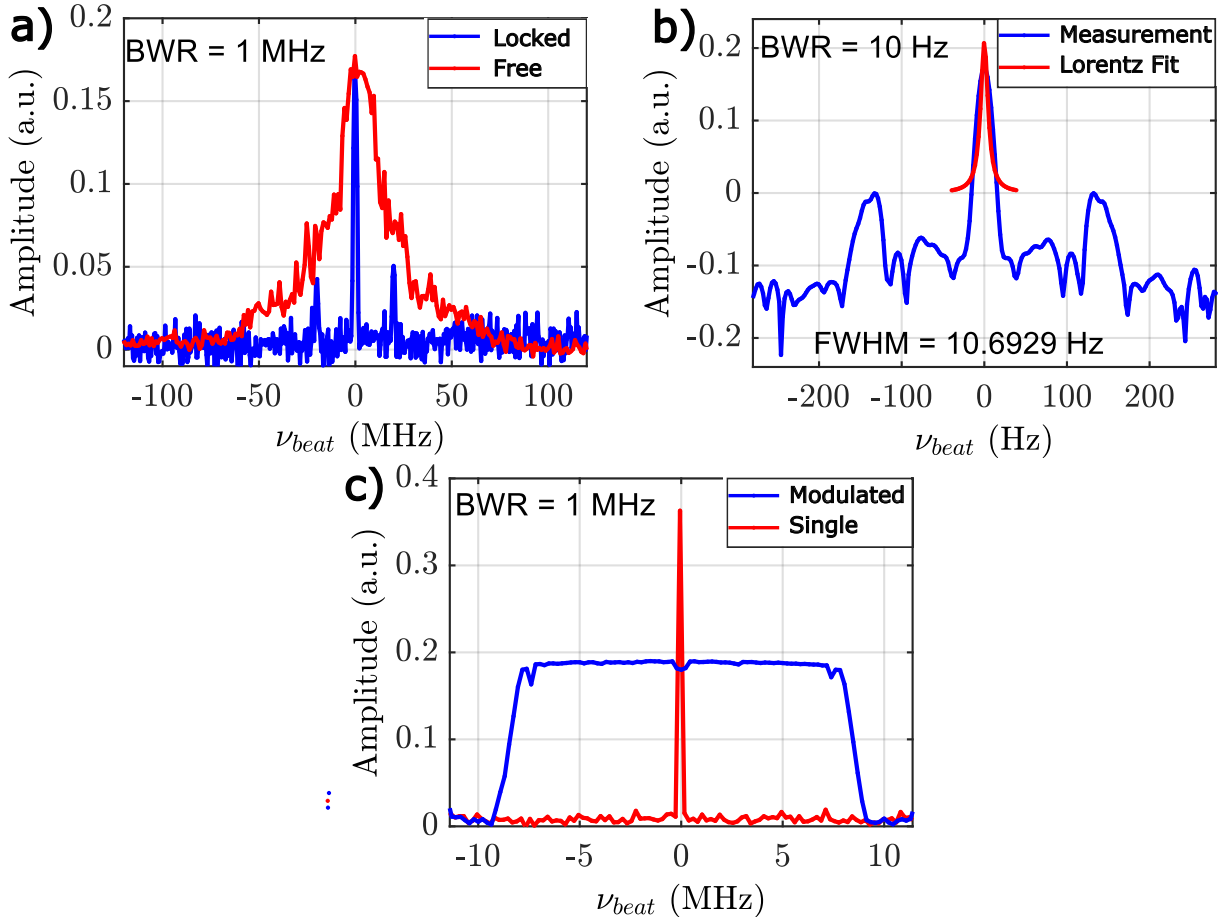 a)
BWR = 1 MHz
Locked
Free
Amplitude (a.u.)
0.2
0.15
0.1
0.05
0
-100 -50 0 50 100
ν_beat (MHz)
b)
BWR = 10 Hz
Measurement
Lorentz Fit
Amplitude (a.u.)
0.2
0.1
0
-0.1
-0.2
FWHM = 10.6929 Hz
-200 -100 0 100 200
ν_beat (Hz)
c)
BWR = 1 MHz
Modulated
Single
Amplitude (a.u.)
0.4
0.3
0.2
0.1
0
-10 -5 0 5 10
ν_beat (MHz)